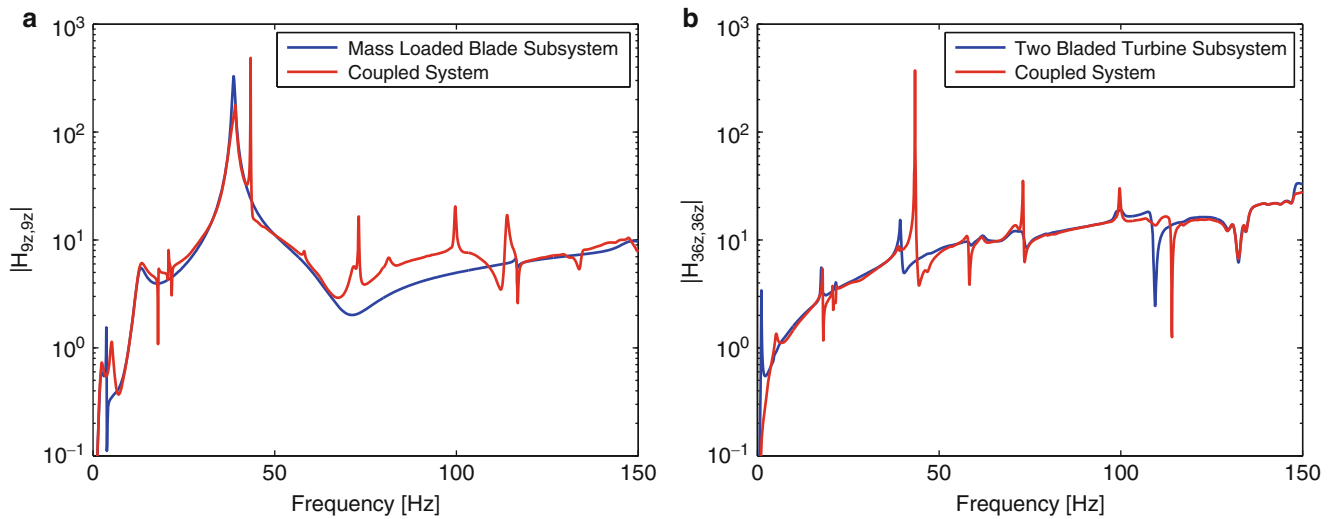 a
10^3
10^2
10^1
10^0
10^-1
|H_9z,9z|
Mass Loaded Blade Subsystem
Coupled System
0 50 100 150
Frequency [Hz]
b
10^3
10^2
10^1
10^0
10^-1
|H_36z,36z|
Two Bladed Turbine Subsystem
Coupled System
0 50 100 150
Frequency [Hz]